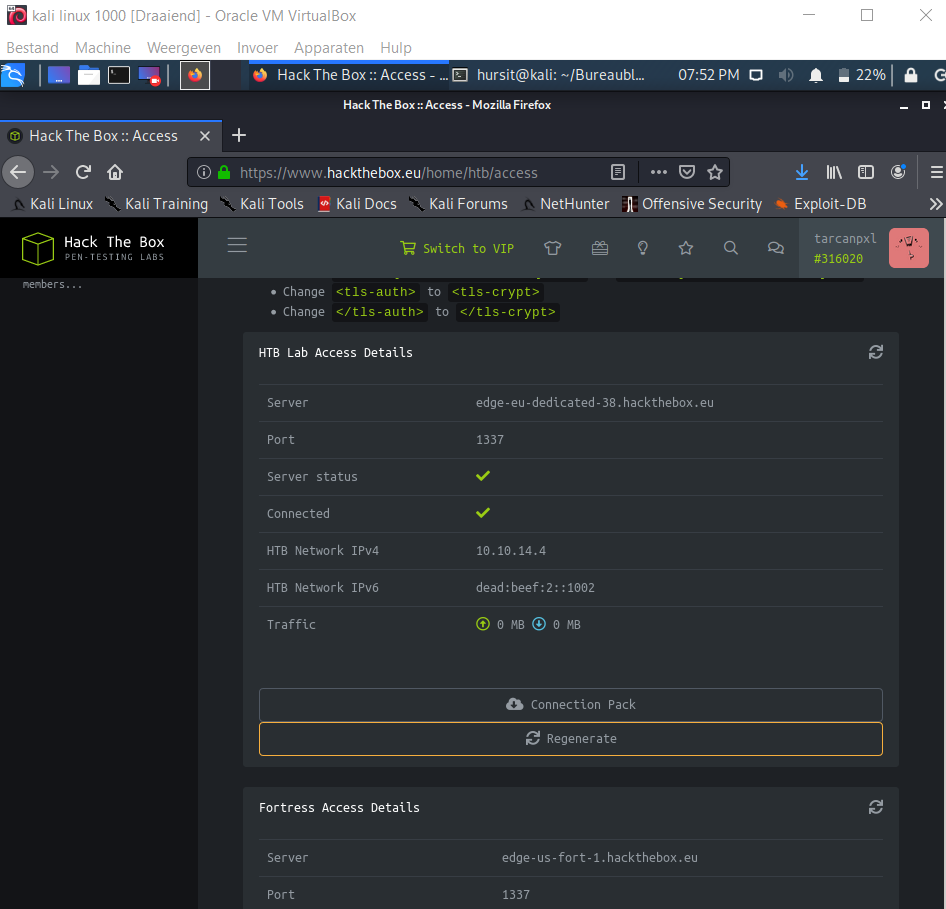 kali linux 1000 [Draaiend] - Oracle VM VirtualBox
Bestand Machine Weergeven Invoer Apparaten Hulp
Hack The Box :: Access - ... hursit@kali: ~/Bureaubl... 07:52 PM 22%
Hack The Box :: Access - Mozilla Firefox
Hack The Box :: Access
https://www.hackthebox.eu/home/htb/access
Kali Linux Kali Training Kali Tools Kali Docs Kali Forums NetHunter Offensive Security Exploit-DB
Hack The Box
PEN-TESTING LABS
Switch to VIP
tarcanpxl
#316020
members...
• Change <tls-auth> to <tls-crypt>
• Change </tls-auth> to </tls-crypt>
HTB Lab Access Details
Server edge-eu-dedicated-38.hackthebox.eu
Port 1337
Server status
Connected
HTB Network IPv4 10.10.14.4
HTB Network IPv6 dead:beef:2::1002
Traffic 0 MB 0 MB
Connection Pack
Regenerate
Fortress Access Details
Server edge-us-fort-1.hackthebox.eu
Port 1337